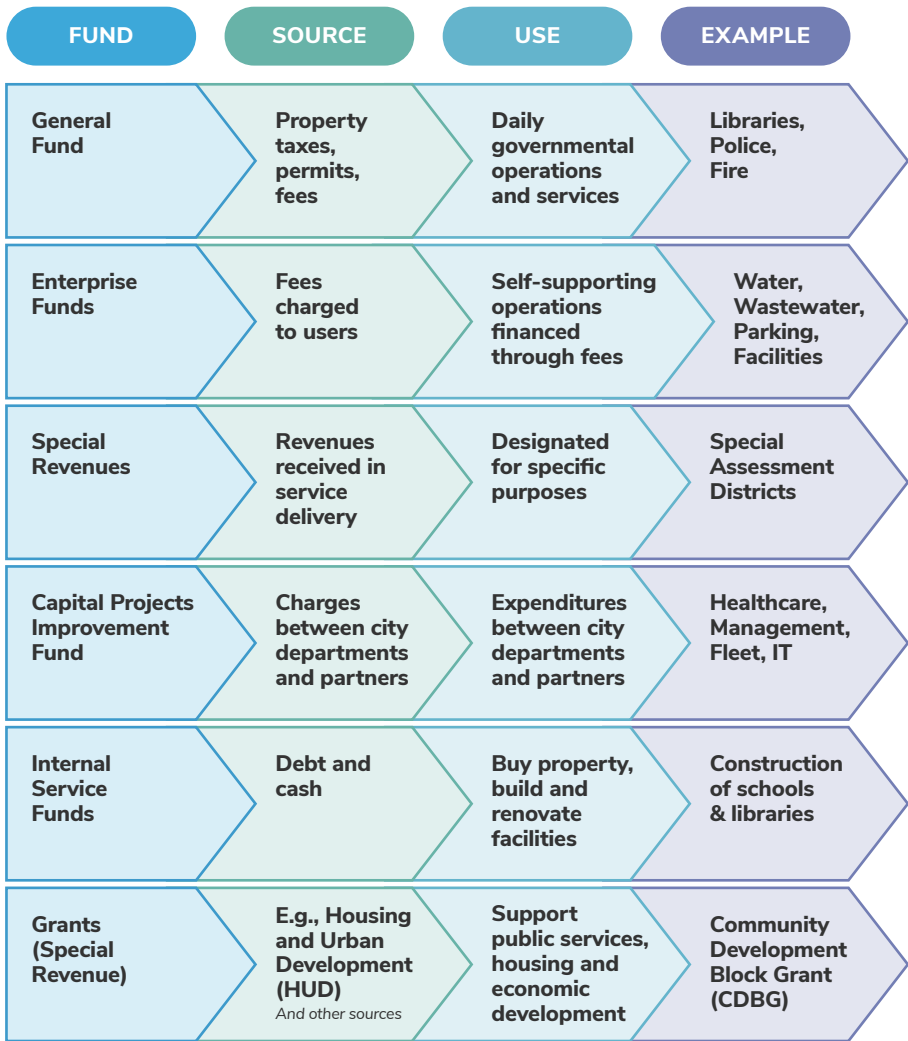 FUND
SOURCE
USE
EXAMPLE
General
Fund
Property
taxes,
permits,
fees
Daily
governmental
operations
and services
Libraries,
Police,
Fire
Enterprise
Funds
Fees
charged
to users
Self-supporting
operations
financed
through fees
Water,
Wastewater,
Parking,
Facilities
Special
Revenues
Revenues
received in
service
delivery
Designated
for specific
purposes
Special
Assessment
Districts
Capital Projects
Improvement
Fund
Charges
between city
departments
and partners
Expenditures
between city
departments
and partners
Healthcare,
Management,
Fleet, IT
Internal
Service
Funds
Debt and
cash
Buy property,
build and
renovate
facilities
Construction
of schools
& libraries
Grants
(Special
Revenue)
E.g., Housing
and Urban
Development
(HUD)
And other sources
Support
public services,
housing and
economic
development
Community
Development
Block Grant
(CDBG)